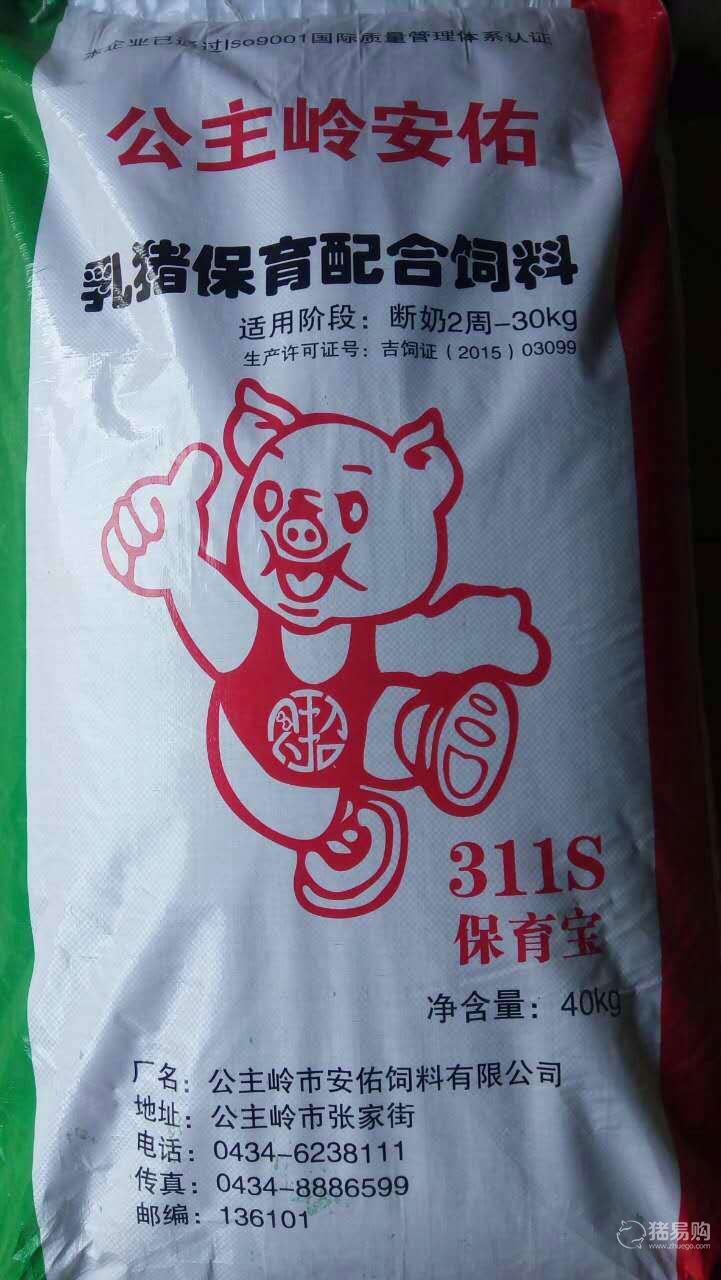 本企业已通过Iso9001国际质量管理体系认证
公主岭安佑
乳猪保育配合饲料
适用阶段：断奶2周-30kg
生产许可证号：吉饲证（2015）03099
311S
保育宝
净含量：40kg
厂名：公主岭市安佑饲料有限公司
地址：公主岭市张家街
电话：0434-6238111
传真：0434-8886599
邮编：136101
猪易购
www.zhuego.com